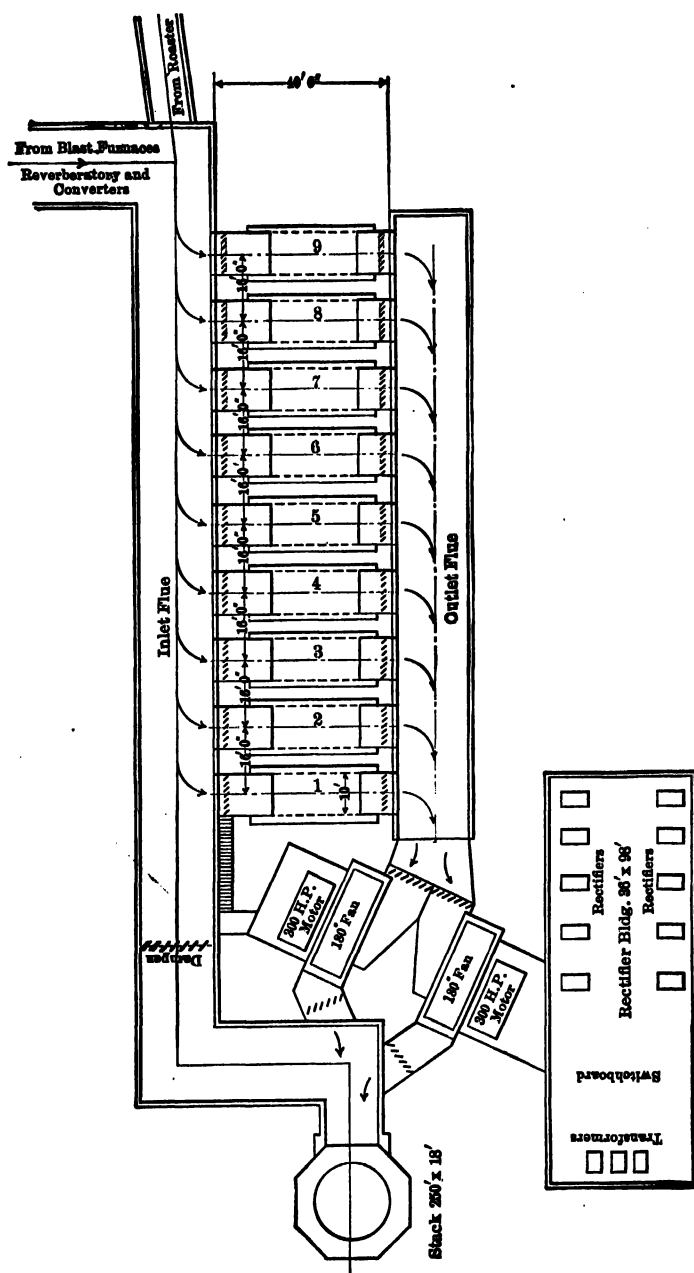 From Roaster
From Blast Furnaces
Reverberatory and
Converters
16'0"
16'0"
16'0"
16'0"
16'0"
16'0"
16'0"
16'0"
9
8
7
6
5
4
3
2
1
10'
Inlet Flue
Outlet Flue
Damper
300 H.P.
Motor
180" Fan
180" Fan
300 H.P.
Motor
Rectifiers
Rectifiers
Rectifier Bldg. 36' x 98'
Switchboard
Transformers
Stack 250' x 18'